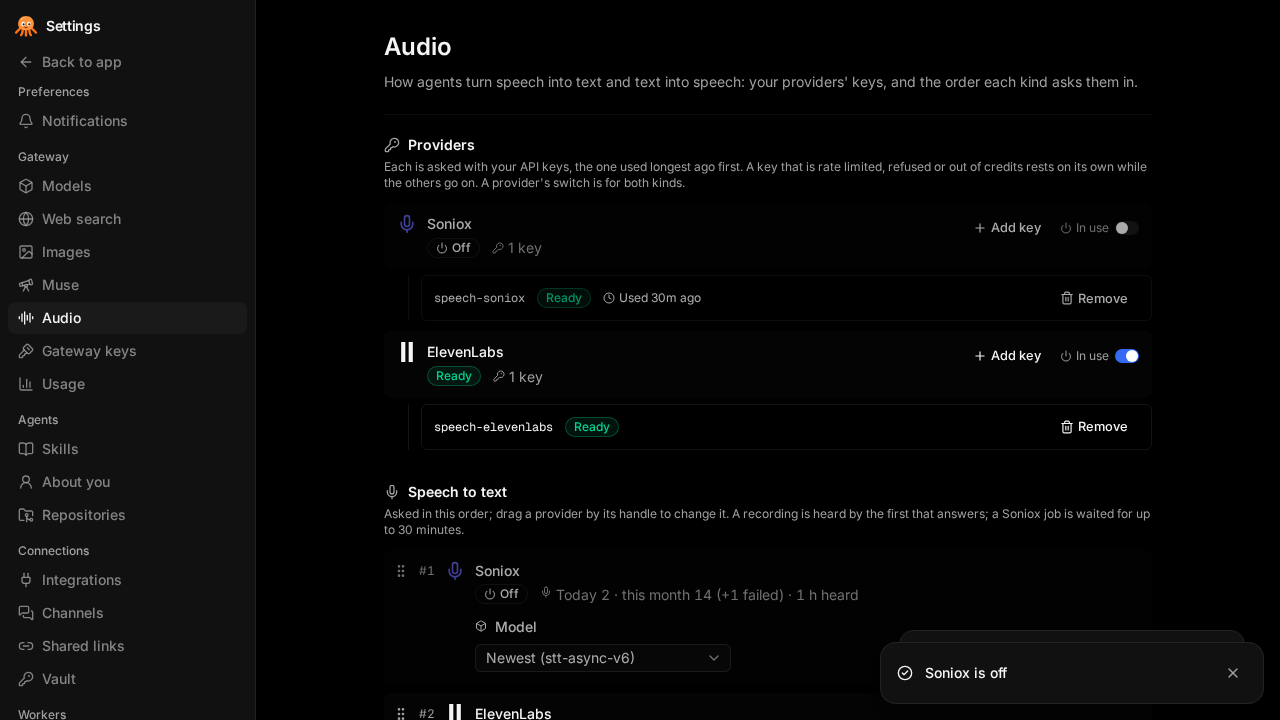 Settings
Back to app
Preferences
Notifications
Gateway
Models
Web search
Images
Muse
Audio
Gateway keys
Usage
Agents
Skills
About you
Repositories
Connections
Integrations
Channels
Shared links
Vault
Workers
Audio
How agents turn speech into text and text into speech: your providers' keys, and the order each kind asks them in.
Providers
Each is asked with your API keys, the one used longest ago first. A key that is rate limited, refused or out of credits rests on its own while
the others go on. A provider's switch is for both kinds.
Soniox
Add key
In use
Off
1 key
speech-soniox
Ready
Used 30m ago
Remove
ElevenLabs
Add key
In use
Ready
1 key
speech-elevenlabs
Ready
Remove
Speech to text
Asked in this order; drag a provider by its handle to change it. A recording is heard by the first that answers; a Soniox job is waited for up
to 30 minutes.
#1
Soniox
Off
Today 2 · this month 14 (+1 failed) · 1 h heard
Model
Newest (stt-async-v6)
#2
ElevenLabs
Soniox is off